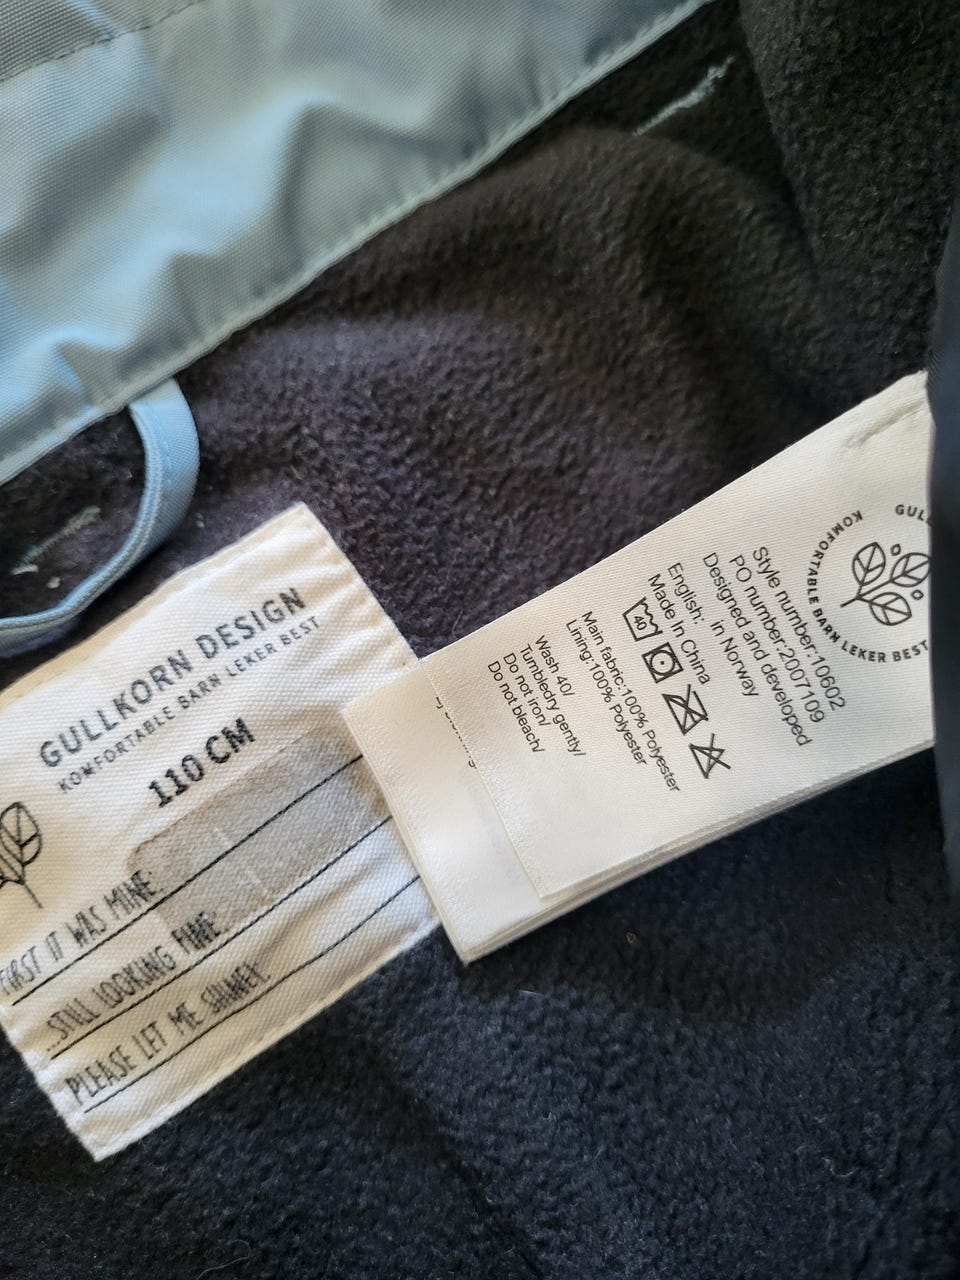 GULLKORN DESIGN
KOMFORTABLE BARN LEKER BEST
110 CM
FIRST IT WAS MINE:
...STILL LOOKING FINE:
PLEASE LET ME SHINE!:
KOMFORTABLE BARN LEKER BEST
Style number:10602
PO number:2007109
Designed and developed
in Norway
English:
Made In China
40
Main fabric:100% Polyester
Lining:100% Polyester
Wash 40/
Tumbledry gently/
Do not iron/
Do not bleach/